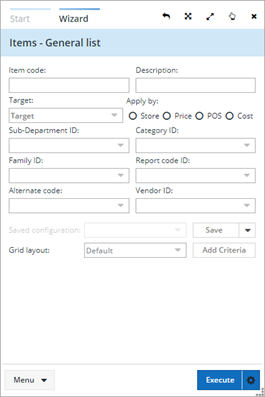 Start Wizard
Items - General list
Item code: Description:
Target: Apply by:
Target Store Price POS Cost
Sub-Department ID: Category ID:
Family ID: Report code ID:
Alternate code: Vendor ID:
Saved configuration: Save
Grid layout: Default Add Criteria
Menu Execute